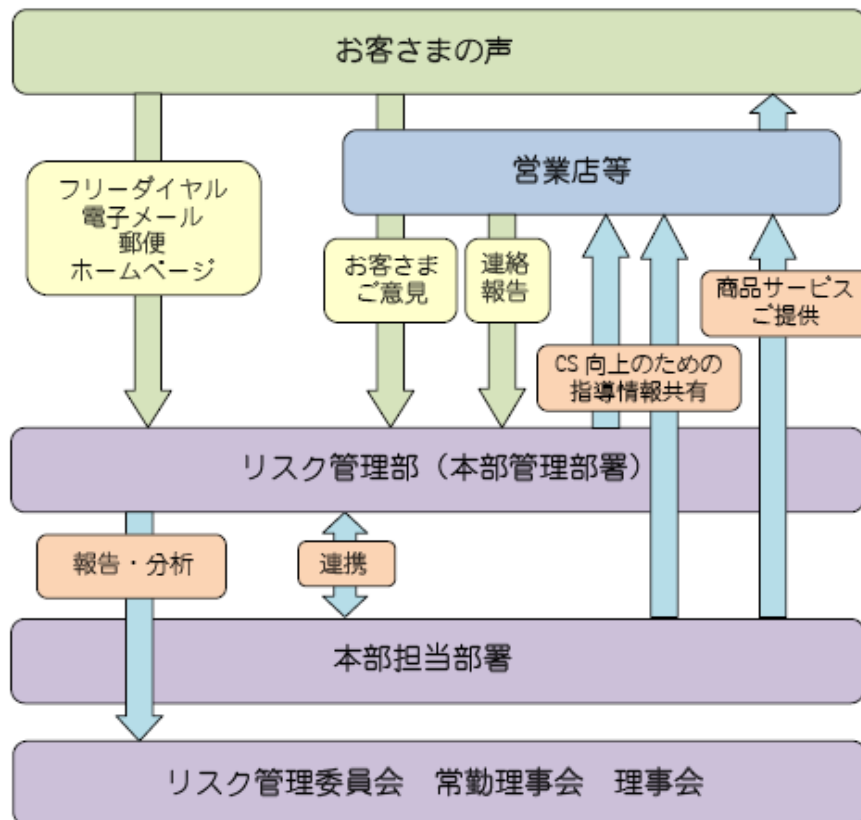 お客さまの声
営業店等
フリーダイヤル
電子メール
郵便
ホームページ
お客さま
ご意見
連絡
報告
商品サービス
ご提供
CS 向上のための
指導情報共有
リスク管理部（本部管理部署）
報告・分析
連携
本部担当部署
リスク管理委員会　常勤理事会　理事会